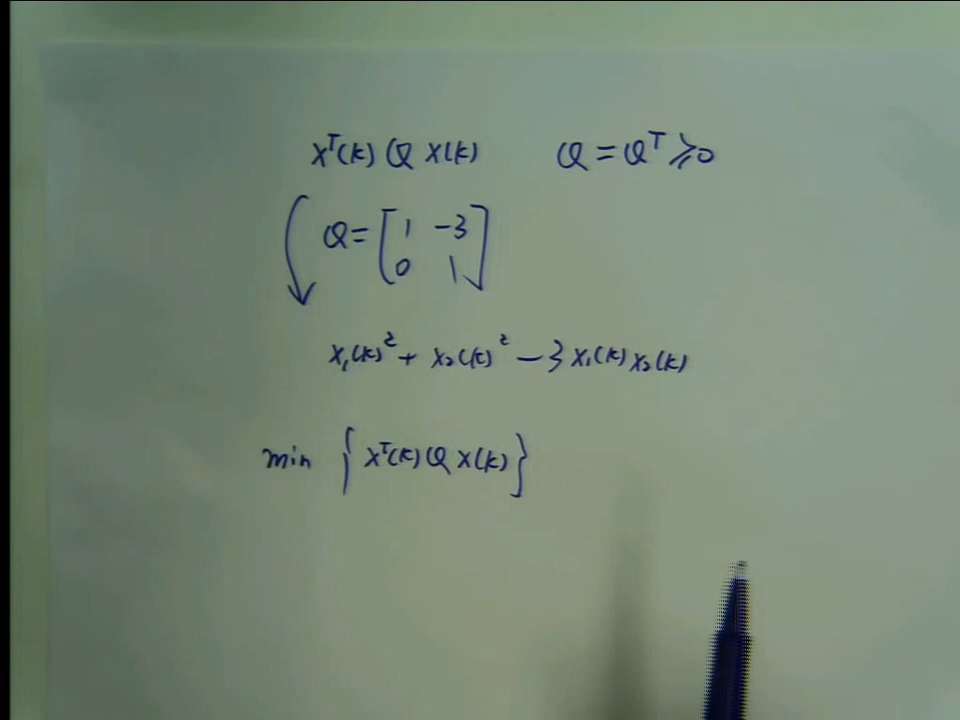 xᵀ(k) Q x(k)    Q = Qᵀ ⩾ 0
Q = [1 -3
0 1]
x₁(k)² + x₂(k)² - 3 x₁(k) x₂(k)
min { xᵀ(k) Q x(k) }